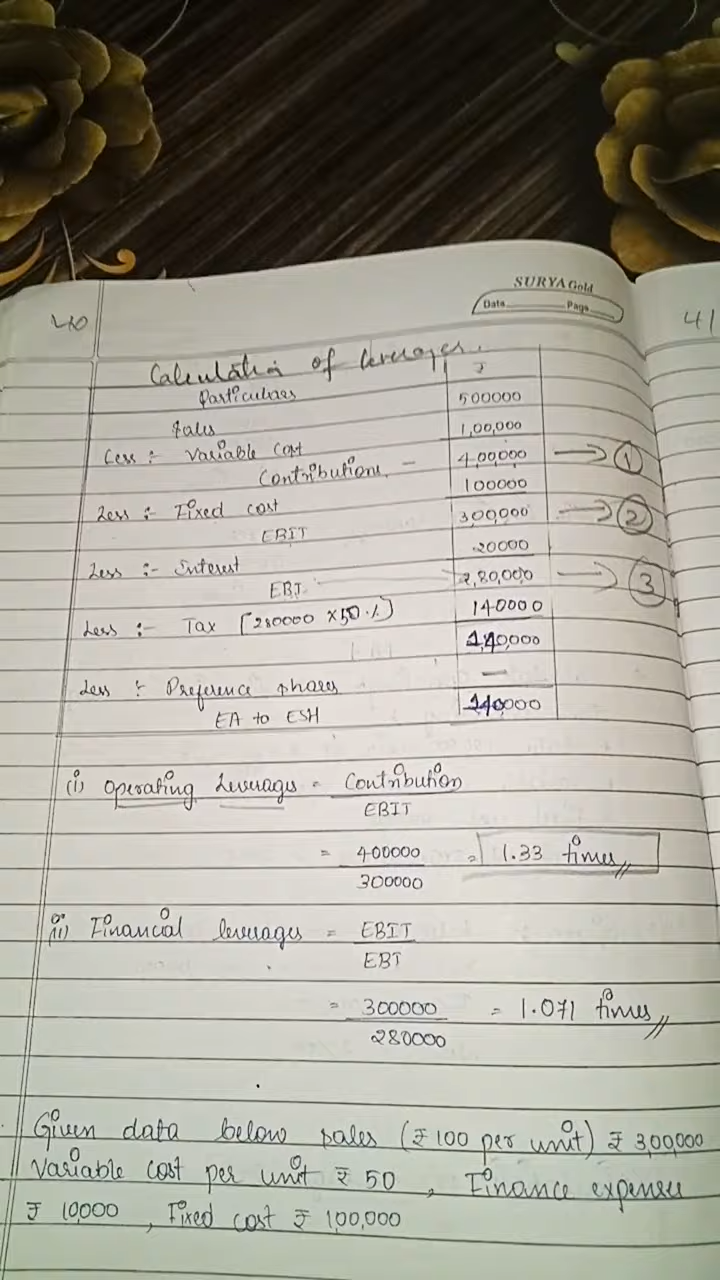 SURYA Gold
Data Page
40
41
Calculation of leverages.
Particulars ₹
Sales 500000
Less :- Variable cost 1,00,000
Contributions - 4,00,000 → 1
Less :- Fixed cost 100000
EBIT 300,000 → 2
Less :- Interest 20000
EBT 2,80,000 → 3
Less :- Tax [280000 x 50 %] 140000
1,40,000
Less :- Preference shares —
EA to ESH 140000
(i) Operating Leverages = Contribution
EBIT
= 400000 = 1.33 times
300000
(ii) Financial leverages = EBIT
EBT
= 300000 = 1.071 times
280000
Given data below sales (₹ 100 per unit) ₹ 3,00,000
Variable cost per unit ₹ 50 , Finance expenses
₹ 10,000 , Fixed cost ₹ 1,00,000